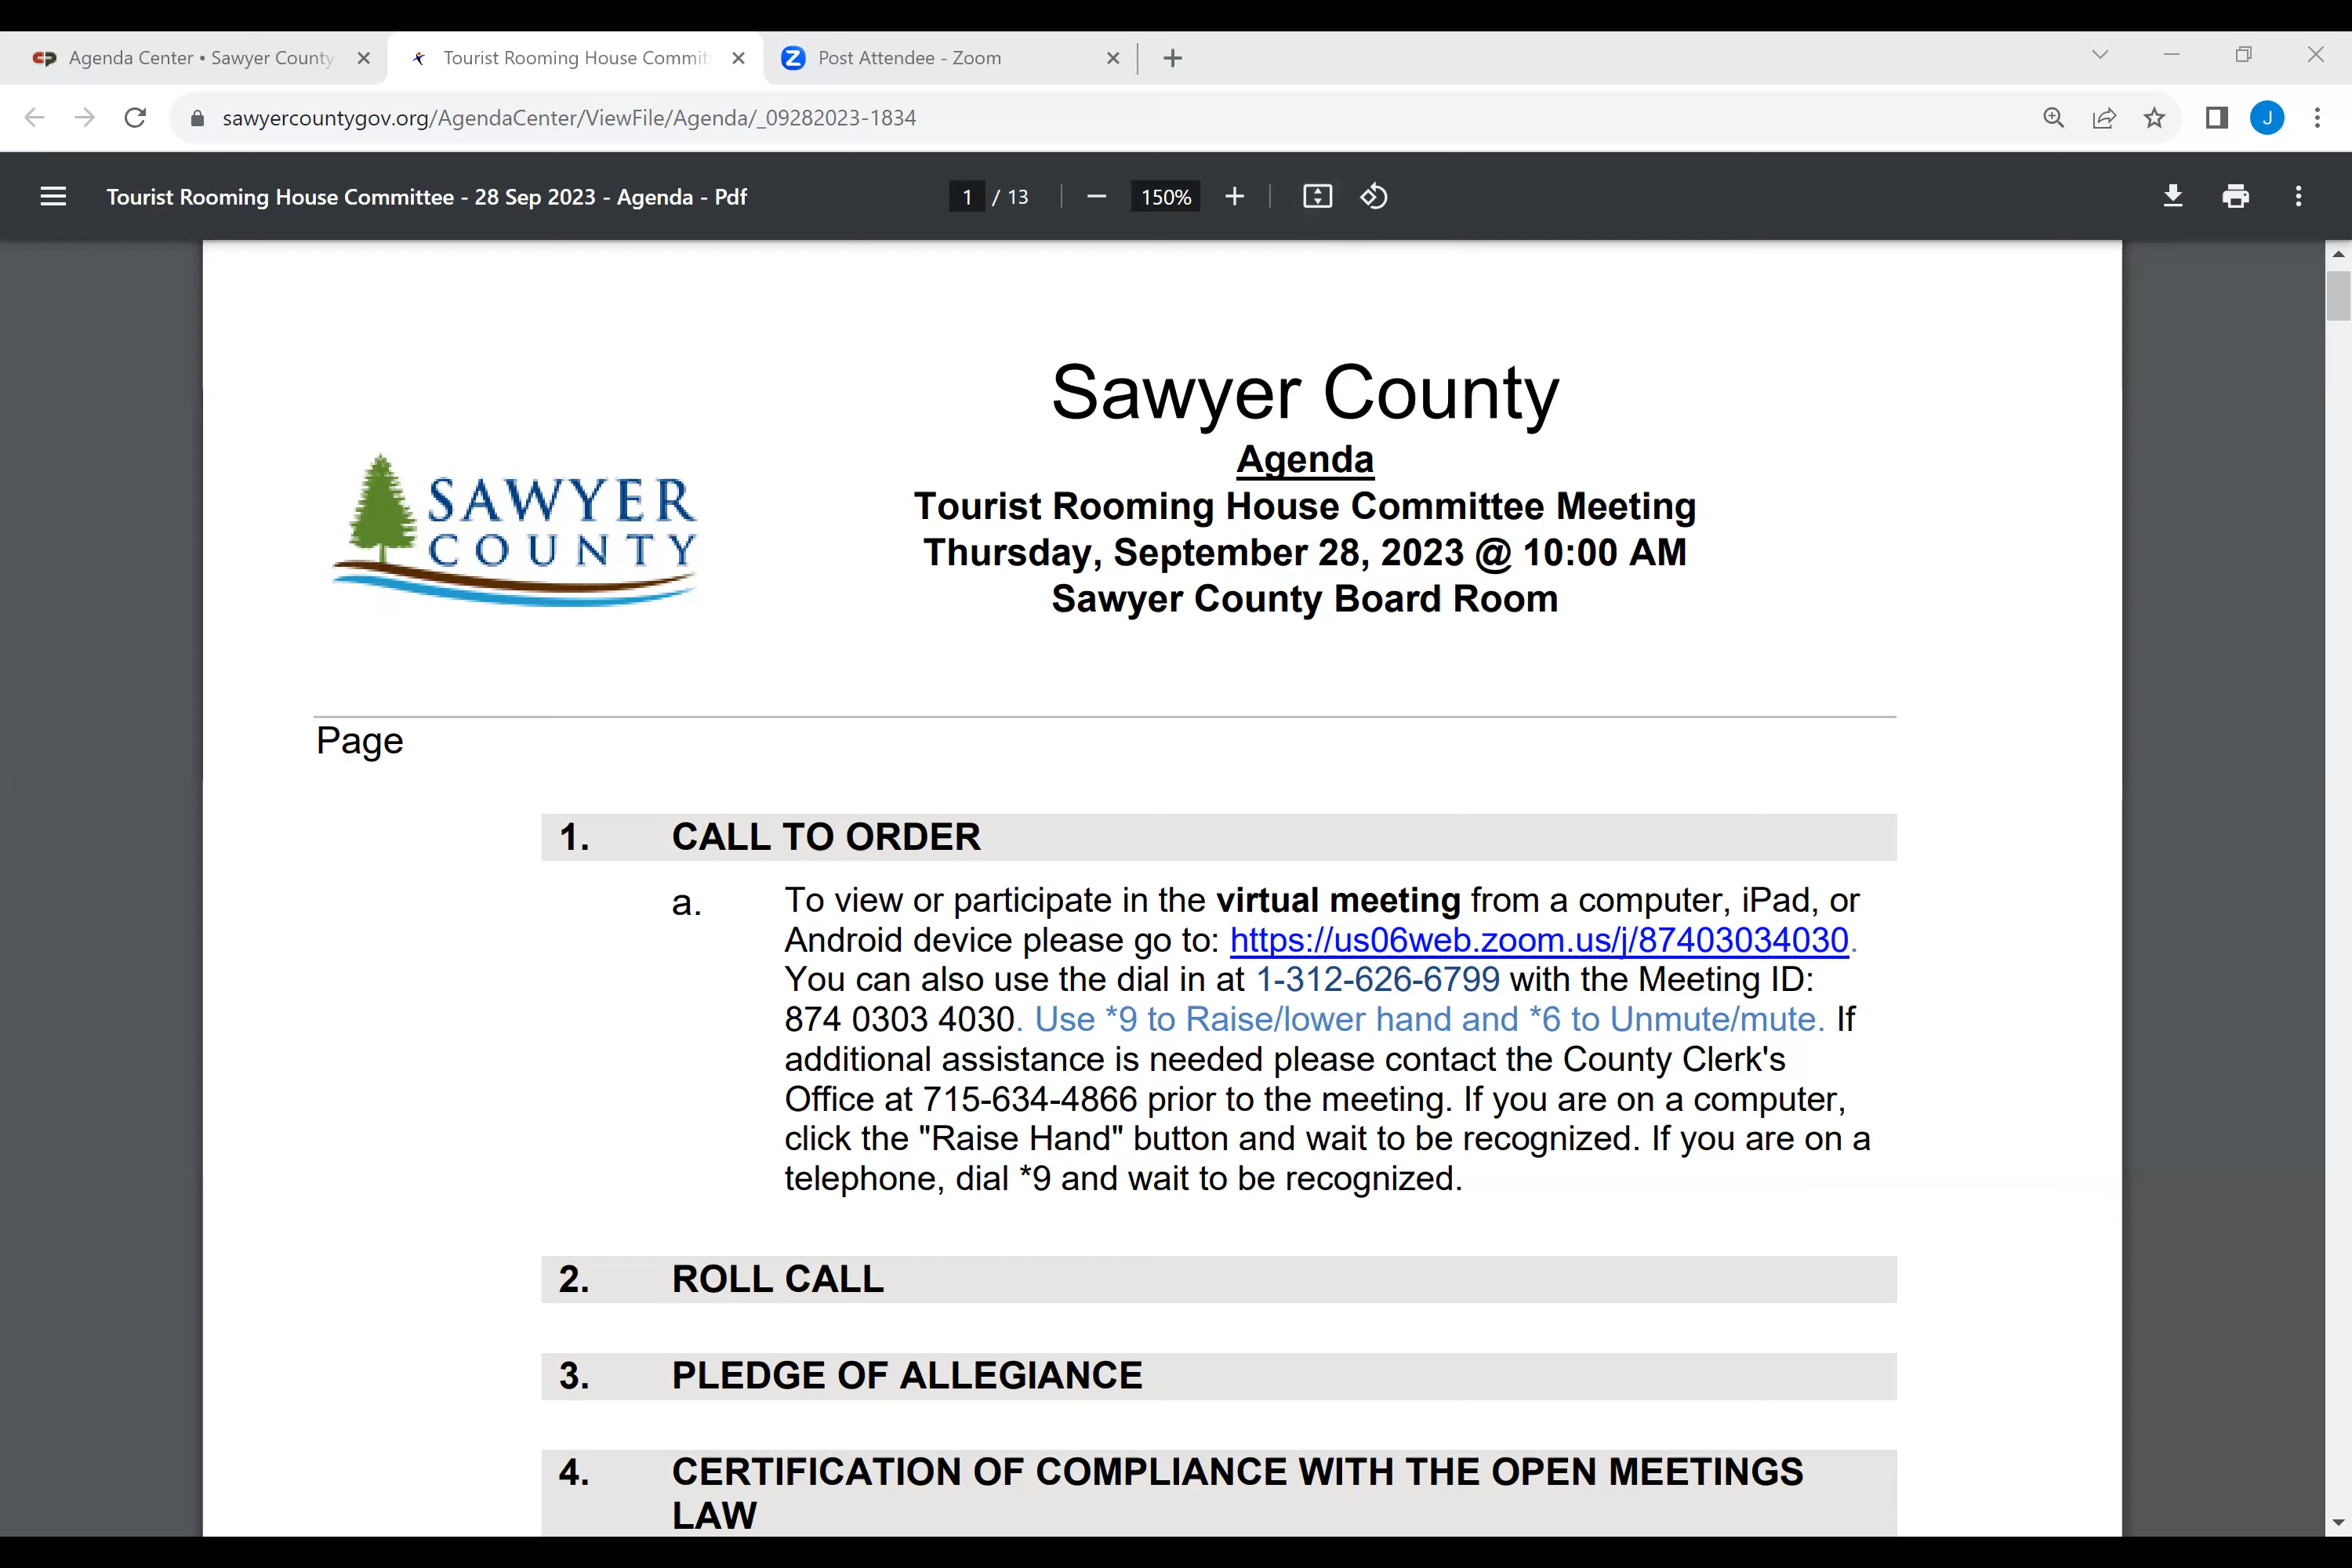 Agenda Center • Sawyer County
Tourist Rooming House Commit
Post Attendee - Zoom
sawyercountygov.org/AgendaCenter/ViewFile/Agenda/_09282023-1834
J
Tourist Rooming House Committee - 28 Sep 2023 - Agenda - Pdf
1 / 13
150%
Sawyer County
Agenda
Tourist Rooming House Committee Meeting
Thursday, September 28, 2023 @ 10:00 AM
Sawyer County Board Room
SAWYER
COUNTY
Page
1. CALL TO ORDER
a. To view or participate in the virtual meeting from a computer, iPad, or
Android device please go to: https://us06web.zoom.us/j/87403034030.
You can also use the dial in at 1-312-626-6799 with the Meeting ID:
874 0303 4030. Use *9 to Raise/lower hand and *6 to Unmute/mute. If
additional assistance is needed please contact the County Clerk's
Office at 715-634-4866 prior to the meeting. If you are on a computer,
click the "Raise Hand" button and wait to be recognized. If you are on a
telephone, dial *9 and wait to be recognized.
2. ROLL CALL
3. PLEDGE OF ALLEGIANCE
4. CERTIFICATION OF COMPLIANCE WITH THE OPEN MEETINGS
LAW